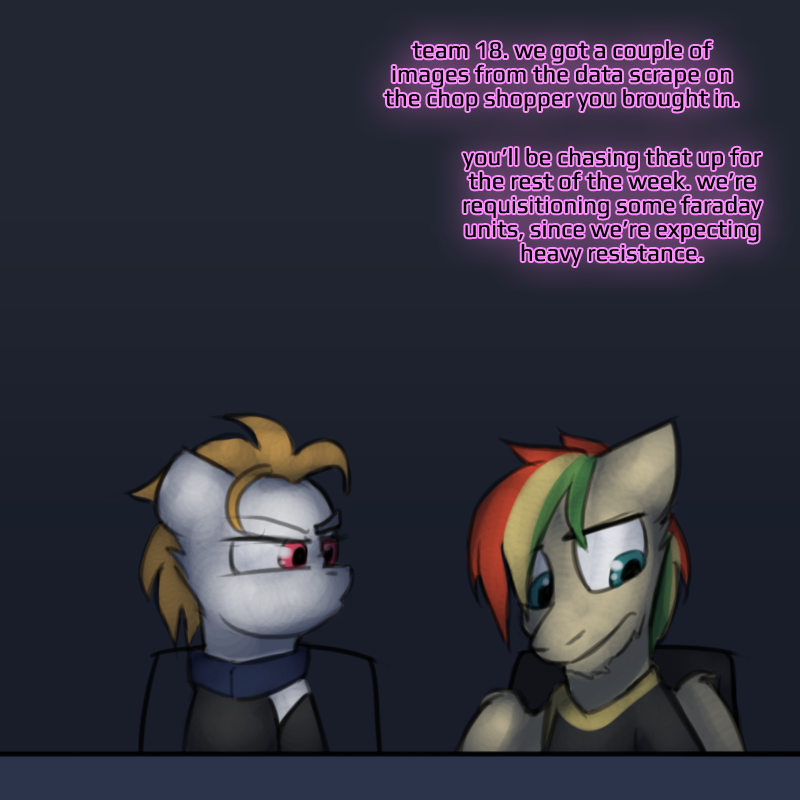 team 18. we got a couple of
images from the data scrape on
the chop shopper you brought in.
you'll be chasing that up for
the rest of the week. we're
requisitioning some faraday
units, since we're expecting
heavy resistance.